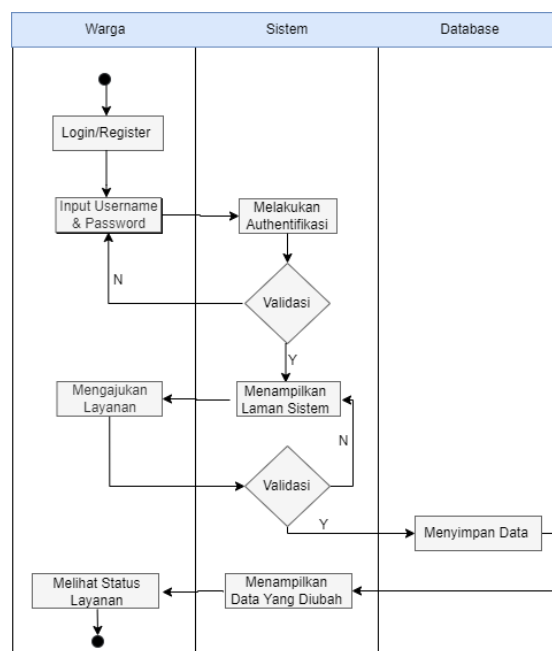 Warga
Sistem
Database
Login/Register
Input Username
& Password
Melakukan
Authentifikasi
N
Validasi
Y
Mengajukan
Layanan
Menampilkan
Laman Sistem
N
Validasi
Y
Menyimpan Data
Melihat Status
Layanan
Menampilkan
Data Yang Diubah